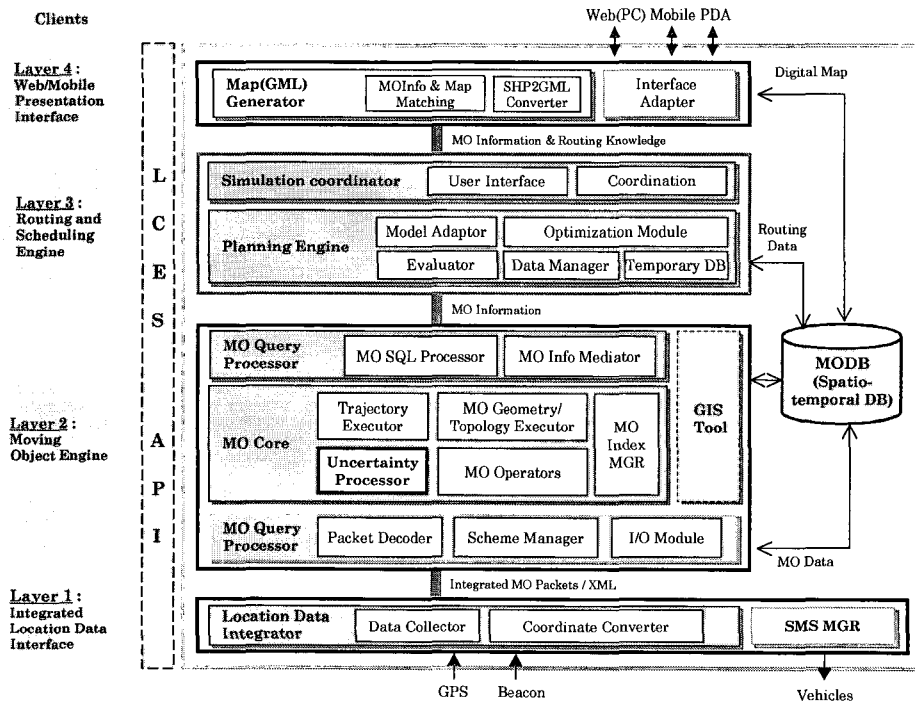 Clients
Web(PC) Mobile PDA
Layer 4 :
Web/Mobile
Presentation
Interface
Map(GML)
Generator
MOInfo & Map
Matching
SHP2GML
Converter
Interface
Adapter
Digital Map
MO Information & Routing Knowledge
Layer 3 :
Routing and
Scheduling
Engine
Simulation coordinator
User Interface
Coordination
Planning Engine
Model Adaptor
Optimization Module
Evaluator
Data Manager
Temporary DB
Routing
Data
MO Information
L
C
E
S
A
P
I
Layer 2 :
Moving
Object Engine
MO Query
Processor
MO SQL Processor
MO Info Mediator
MO Core
Trajectory
Executor
MO Geometry/
Topology Executor
MO
Index
MGR
Uncertainty
Processor
MO Operators
GIS
Tool
MODB
(Spatio-
temporal DB)
MO Query
Processor
Packet Decoder
Scheme Manager
I/O Module
MO Data
Integrated MO Packets / XML
Layer 1 :
Integrated
Location Data
Interface
Location Data
Integrator
Data Collector
Coordinate Converter
SMS MGR
GPS
Beacon
Vehicles